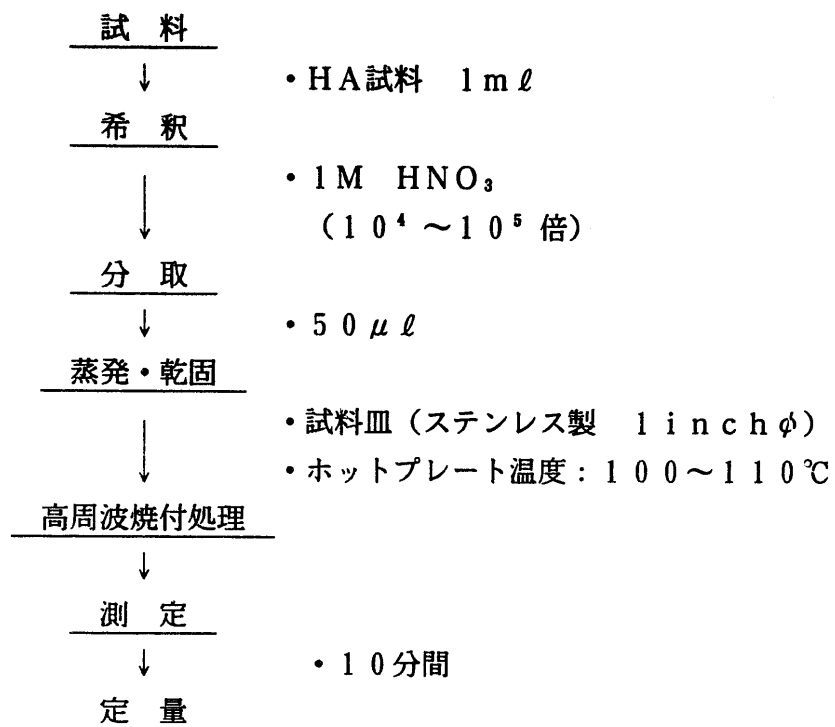 試料
↓
・HA試料 1mℓ
希釈
↓
・1M HNO₃
(10⁴～10⁵倍)
分取
↓
・50μℓ
蒸発・乾固
↓
・試料皿(ステンレス製 1inchφ)
・ホットプレート温度:100～110℃
高周波焼付処理
↓
測定
↓
・10分間
定量